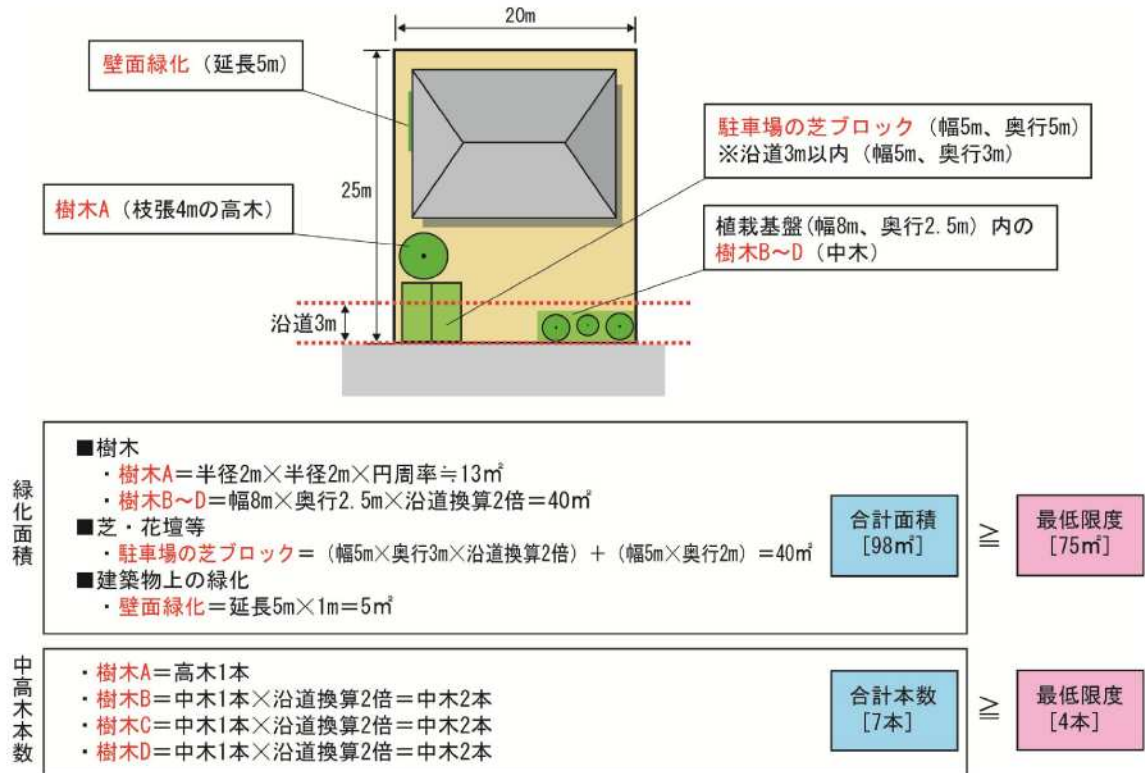 20m
壁面緑化（延長5m）
駐車場の芝ブロック（幅5m、奥行5m）
※沿道3m以内（幅5m、奥行3m）
25m
樹木A（枝張4mの高木）
植栽基盤(幅8m、奥行2.5m）内の
樹木B～D（中木）
沿道3m
緑化面積
■樹木
・樹木A＝半径2m×半径2m×円周率≒13㎡
・樹木B～D＝幅8m×奥行2.5m×沿道換算2倍＝40㎡
■芝・花壇等
・駐車場の芝ブロック＝（幅5m×奥行3m×沿道換算2倍）＋（幅5m×奥行2m）＝40㎡
■建築物上の緑化
・壁面緑化＝延長5m×1m＝5㎡
合計面積
[98㎡]
≧
最低限度
[75㎡]
中高木本数
・樹木A＝高木1本
・樹木B＝中木1本×沿道換算2倍＝中木2本
・樹木C＝中木1本×沿道換算2倍＝中木2本
・樹木D＝中木1本×沿道換算2倍＝中木2本
合計本数
[7本]
≧
最低限度
[4本]